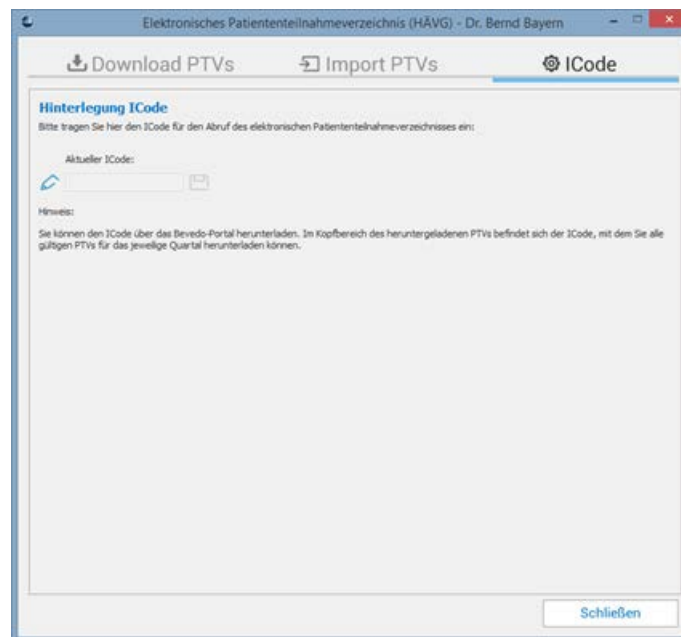 Elektronisches Patiententeilnahmeverzeichnis (HÄVG) - Dr. Bernd Bayern
Download PTVs
Import PTVs
ICode
Hinterlegung ICode
Bitte tragen Sie hier den ICode für den Abruf des elektronischen Patiententeilnahmeverzeichnisses ein:
Aktueller ICode:
Hinweis:
Sie können den ICode über das Bevedo-Portal herunterladen. Im Kopfbereich des heruntergeladenen PTVs befindet sich der ICode, mit dem Sie alle
gültigen PTVs für das jeweilige Quartal herunterladen können.
Schließen